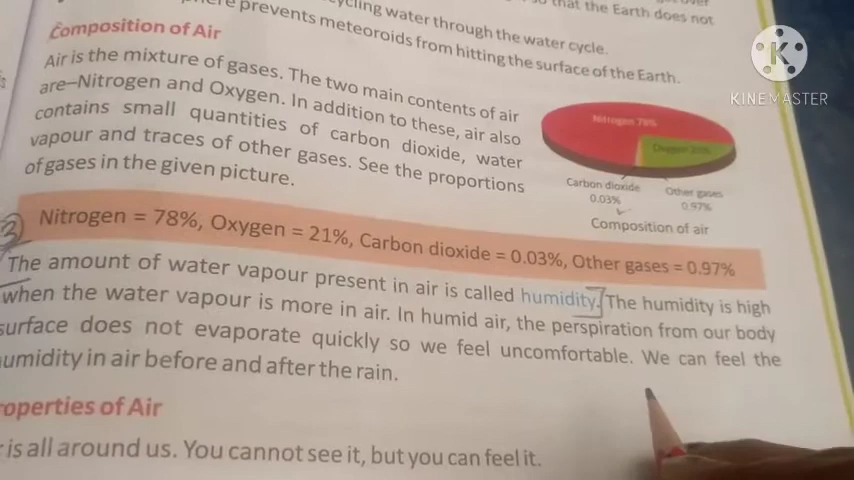 that the Earth does not
cycling water through the water cycle.
prevents meteoroids from hitting the surface of the Earth.
Composition of Air
Air is the mixture of gases. The two main contents of air
are–Nitrogen and Oxygen. In addition to these, air also
contains small quantities of carbon dioxide, water
vapour and traces of other gases. See the proportions
of gases in the given picture.
Nitrogen 78%
Oxygen 21%
Carbon dioxide
0.03%
Other gases
0.97%
Composition of air
3
Nitrogen = 78%, Oxygen = 21%, Carbon dioxide = 0.03%, Other gases = 0.97%
The amount of water vapour present in air is called humidity. The humidity is high
when the water vapour is more in air. In humid air, the perspiration from our body
surface does not evaporate quickly so we feel uncomfortable. We can feel the
umidity in air before and after the rain.
roperties of Air
is all around us. You cannot see it, but you can feel it.
K
KINEMASTER